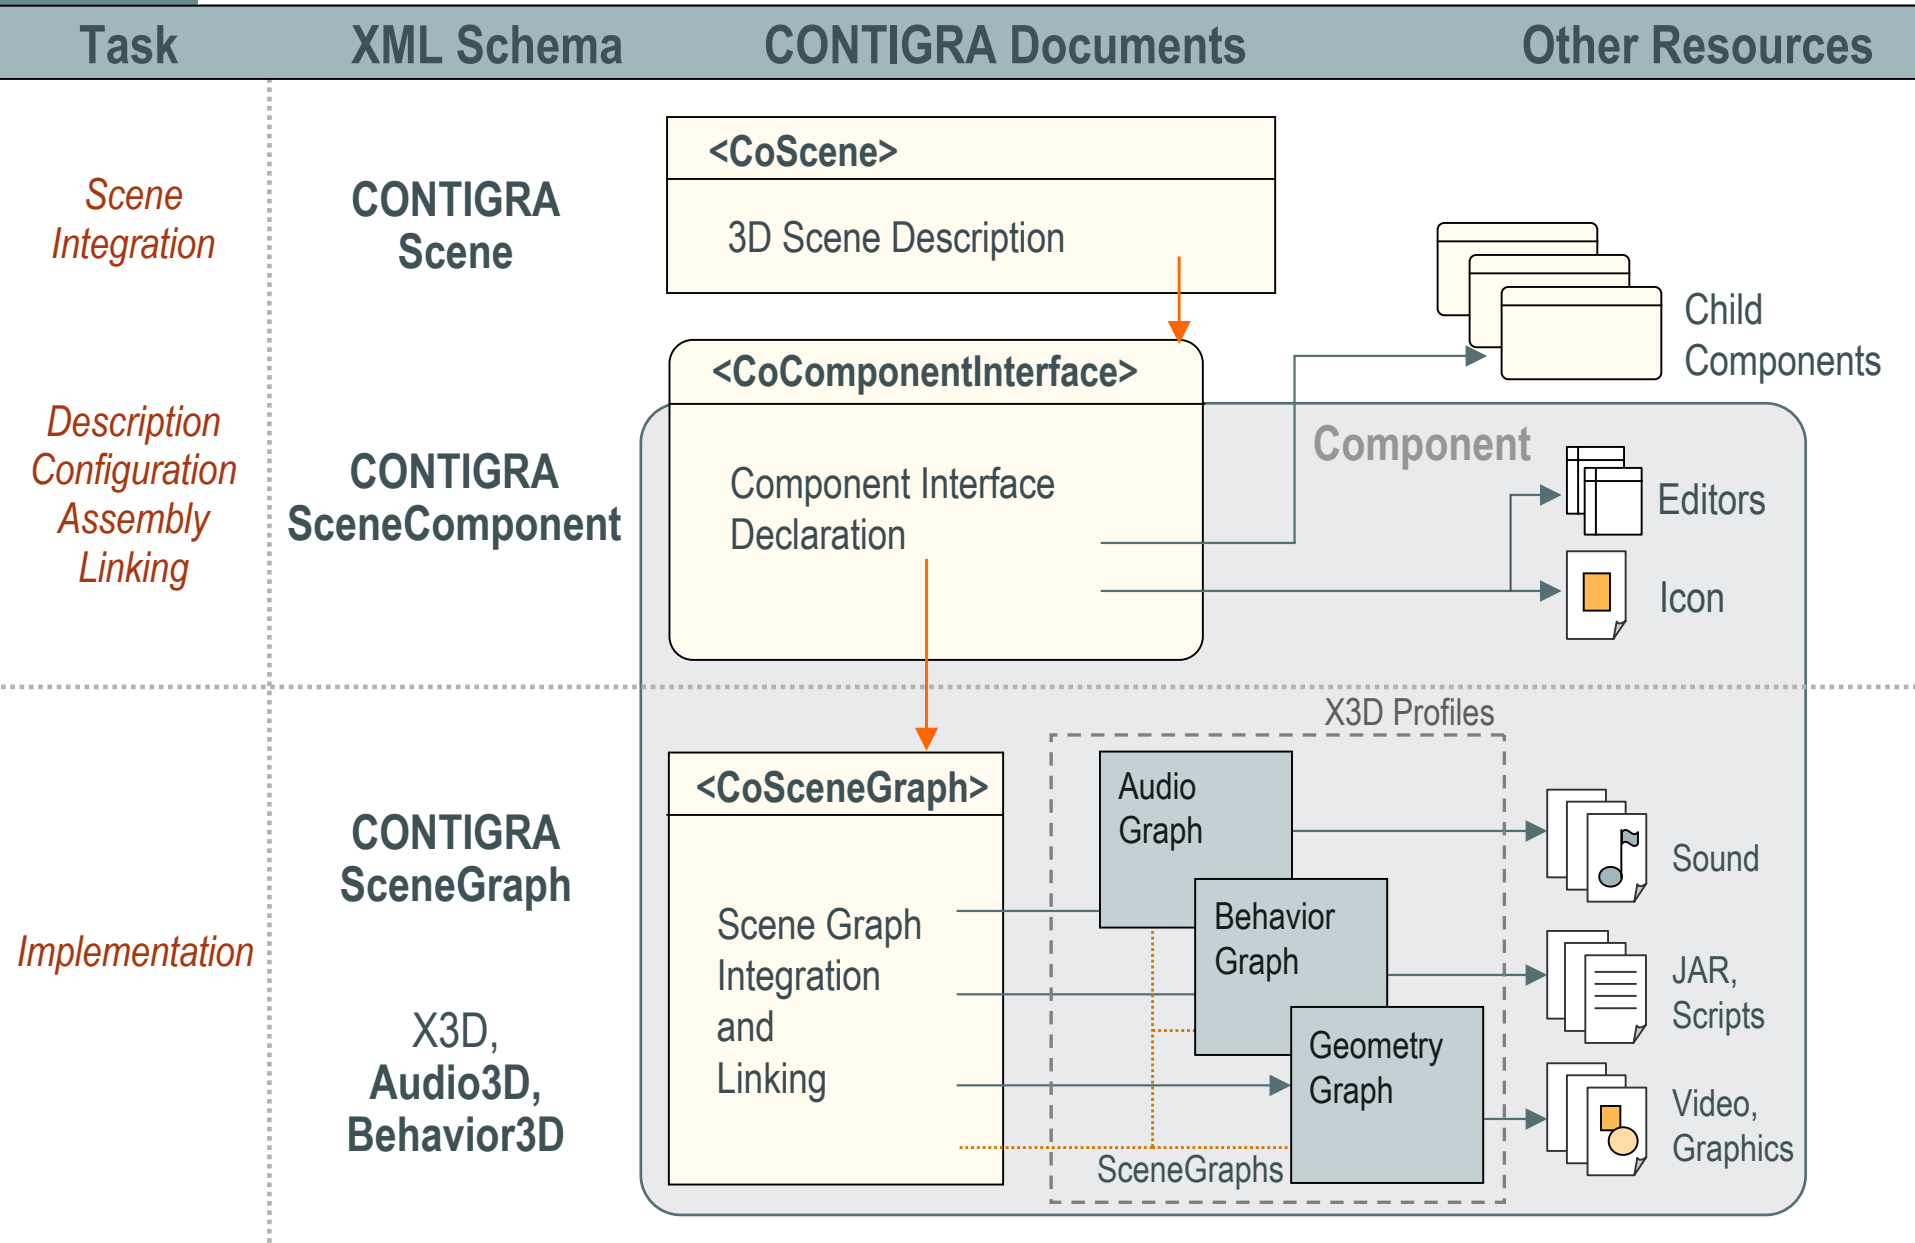 Task XML Schema CONTIGRA Documents Other Resources
Scene
Integration
CONTIGRA
Scene
<CoScene>
3D Scene Description
Child
Components
<CoComponentInterface>
Description
Configuration
Assembly
Linking
CONTIGRA
SceneComponent
Component Interface
Declaration
Component
Editors
Icon
X3D Profiles
Implementation
CONTIGRA
SceneGraph
X3D,
Audio3D,
Behavior3D
<CoSceneGraph>
Scene Graph
Integration
and
Linking
Audio
Graph
Behavior
Graph
Geometry
Graph
SceneGraphs
Sound
JAR,
Scripts
Video,
Graphics